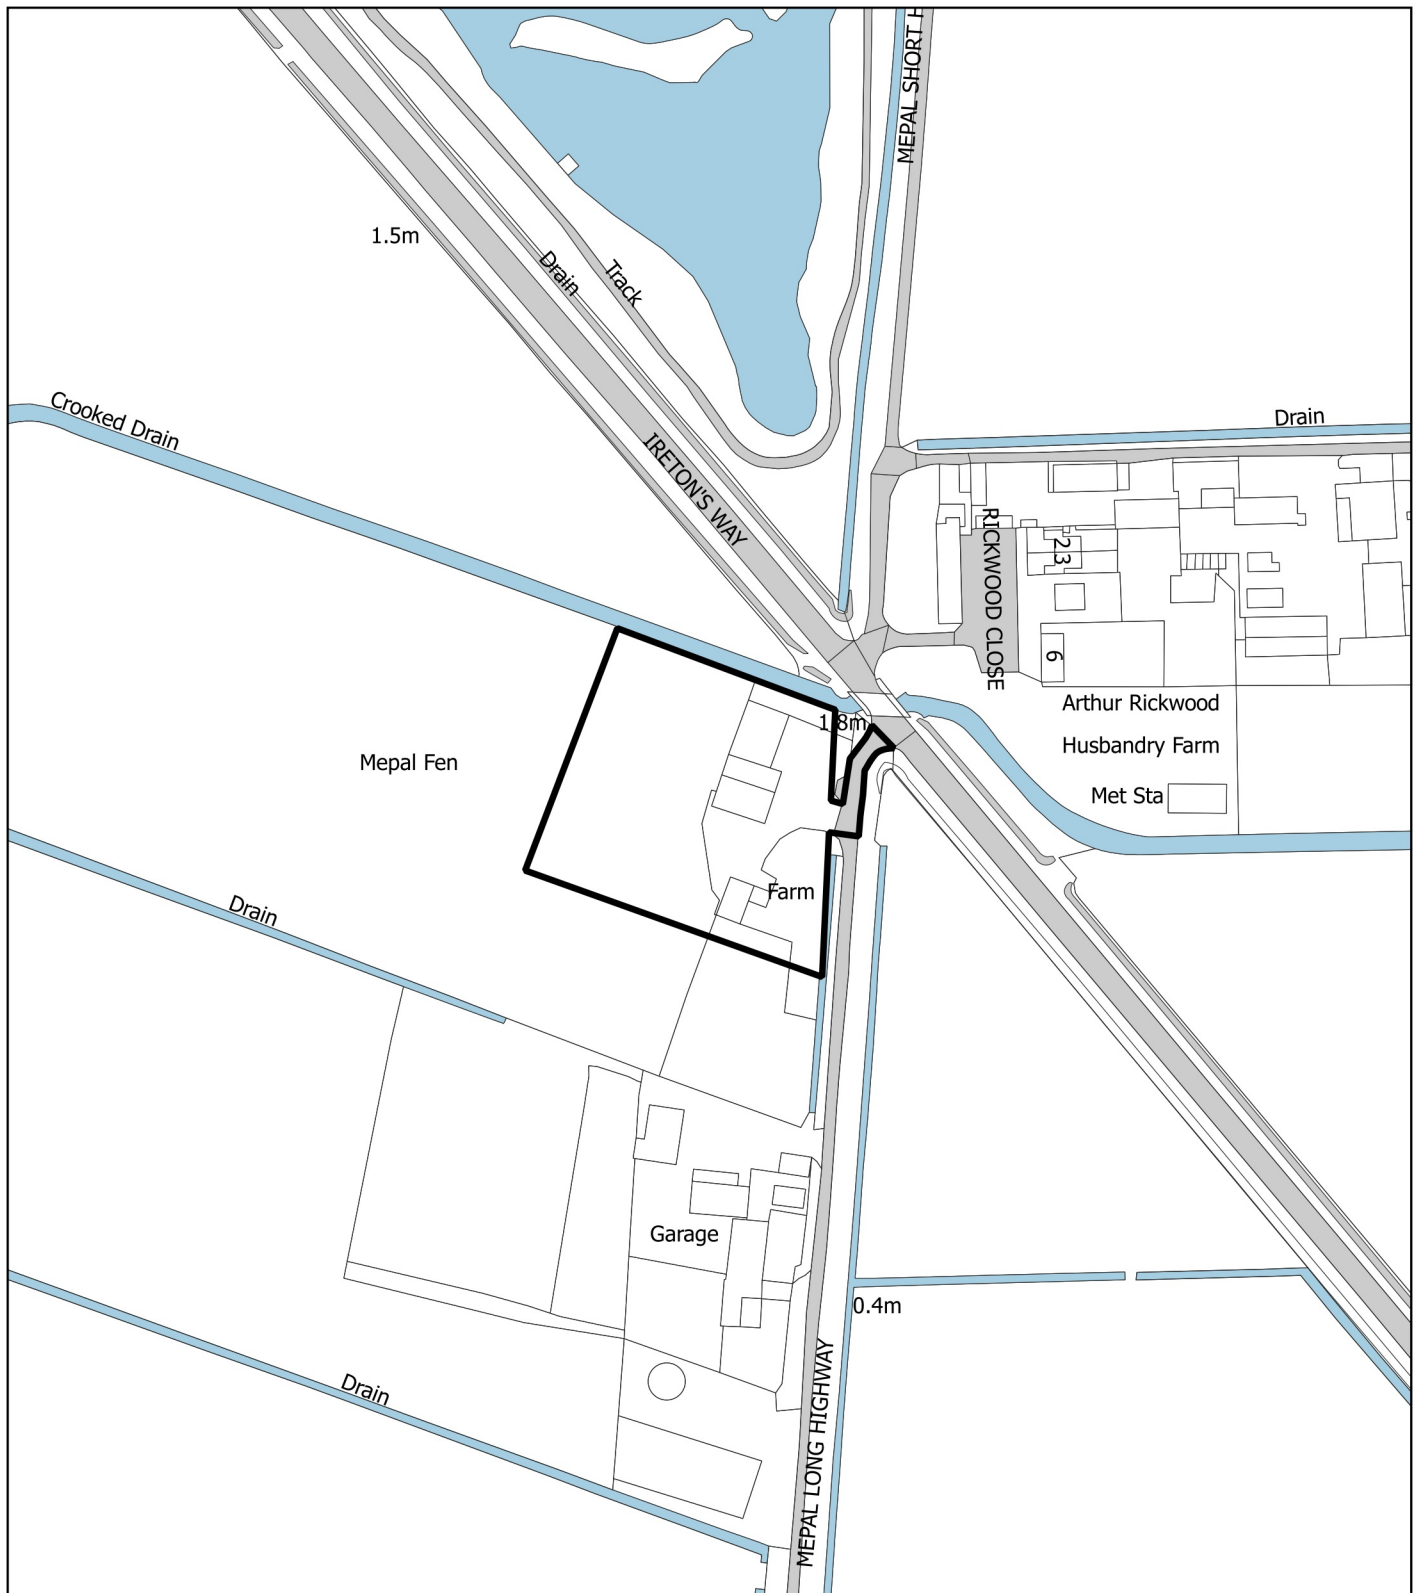 MEPAL SHORT H
1.5m
Drain
Track
Crooked Drain
Drain
IRETON'S WAY
RICKWOOD CLOSE
23
6
Arthur Rickwood
Husbandry Farm
1.8m
Mepal Fen
Met Sta
Farm
Drain
Garage
0.4m
Drain
MEPAL LONG HIGHWAY